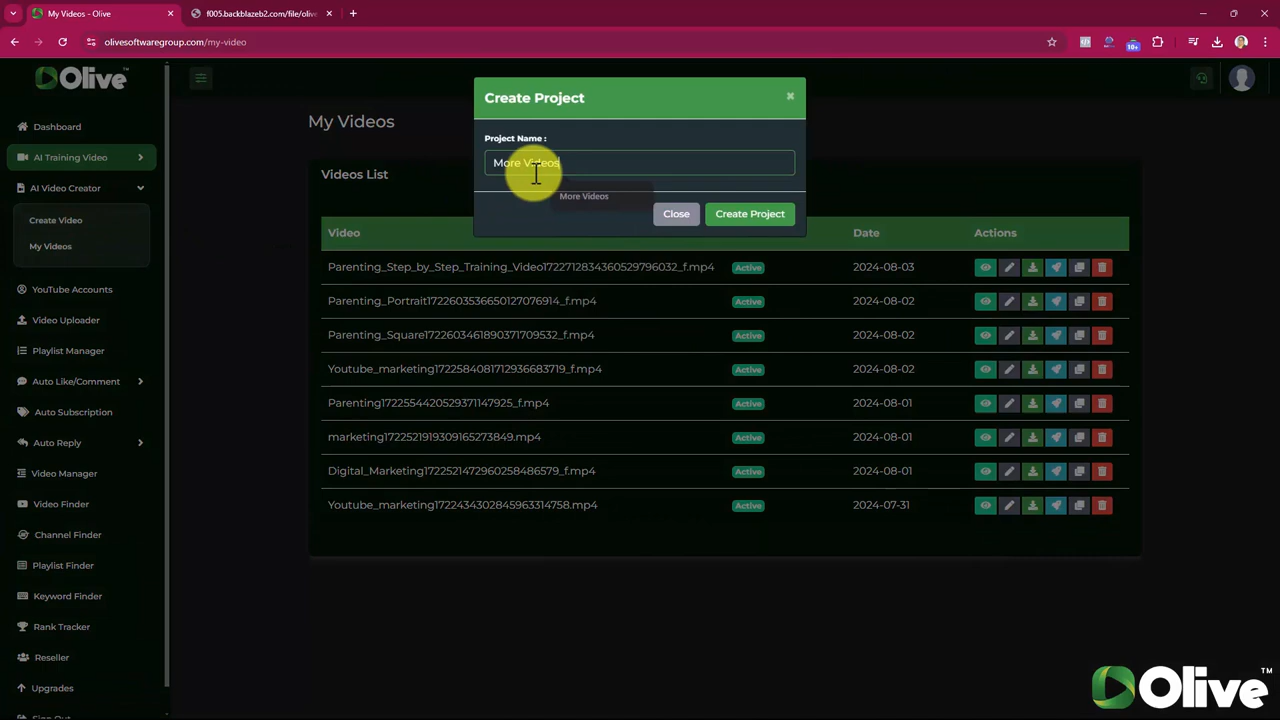 My Videos - Olive
f005.backblazeb2.com/file/olive
olivesoftwaregroup.com/my-video
10+
Olive™
Dashboard
AI Training Video
AI Video Creator
Create Video
My Videos
YouTube Accounts
Video Uploader
Playlist Manager
Auto Like/Comment
Auto Subscription
Auto Reply
Video Manager
Video Finder
Channel Finder
Playlist Finder
Keyword Finder
Rank Tracker
Reseller
Upgrades
Sign Out
My Videos
Create Project
Project Name :
More Videos
More Videos
Close
Create Project
Videos List
Video Date Actions
Parenting_Step_by_Step_Training_Video1722712834360529796032_f.mp4 Active 2024-08-03
Parenting_Portrait1722603536650127076914_f.mp4 Active 2024-08-02
Parenting_Square1722603461890371709532_f.mp4 Active 2024-08-02
Youtube_marketing1722584081712936683719_f.mp4 Active 2024-08-02
Parenting1722554420529371147925_f.mp4 Active 2024-08-01
marketing1722521919309165273849.mp4 Active 2024-08-01
Digital_Marketing1722521472960258486579_f.mp4 Active 2024-08-01
Youtube_marketing1722434302845963314758.mp4 Active 2024-07-31
Olive™